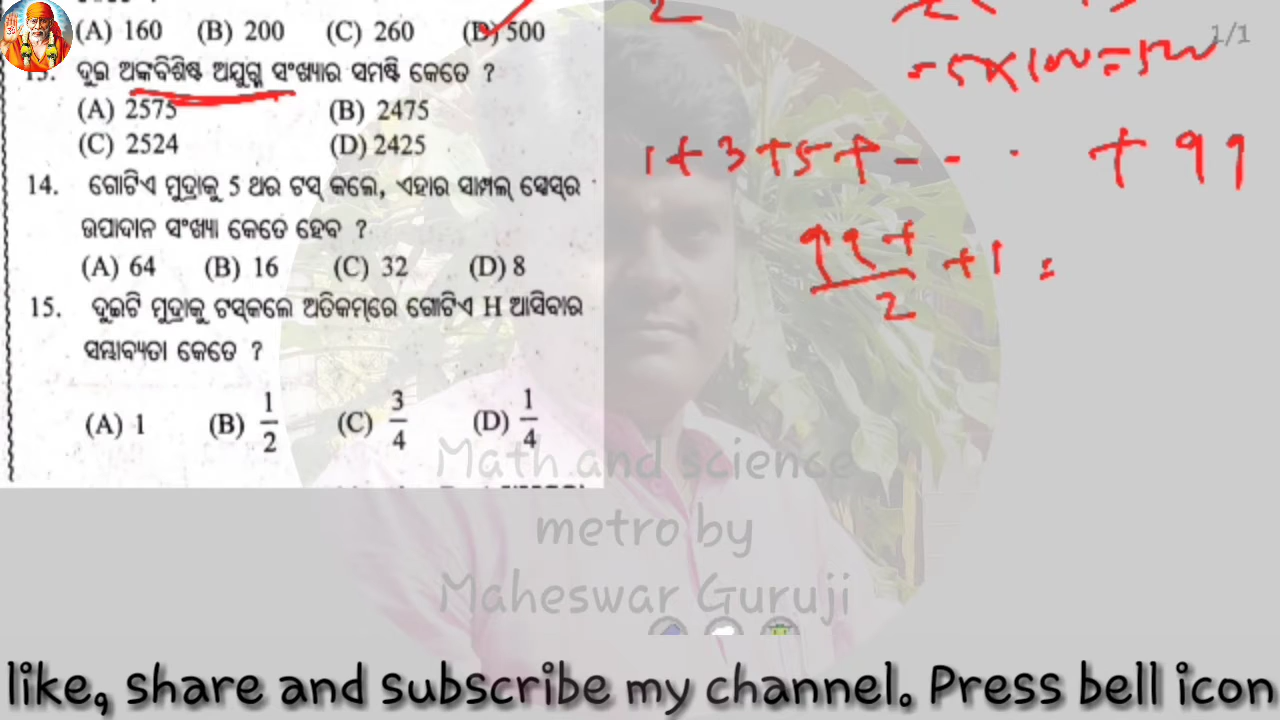 (A) 160 (B) 200 (C) 260 (D) 500
1/1
= 5×100=500
ଦୁଇ ଅଙ୍କବିଶିଷ୍ଟ ଅଯୁଗ୍ମ ସଂଖ୍ୟାର ସମଷ୍ଟି କେତେ ?
(A) 2575 (B) 2475
(C) 2524 (D) 2425
1+3+5+--- · +99
14. ଗୋଟିଏ ମୁଦ୍ରାକୁ 5 ଥର ଟସ୍ କଲେ, ଏହାର ସାମ୍ପଲ୍ ସ୍ପେସ୍‌ର
ଉପାଦାନ ସଂଖ୍ୟା କେତେ ହେବ ?
(A) 64 (B) 16 (C) 32 (D) 8
15. ଦୁଇଟି ମୁଦ୍ରାକୁ ଟସ୍‌କଲେ ଅତିକମ୍‌ରେ ଗୋଟିଏ H ଆସିବାର
ସମ୍ଭାବ୍ୟତା କେତେ ?
(A) 1 (B) 1/2 (C) 3/4 (D) 1/4
Math and science
metro by
Maheswar Guruji
like, share and subscribe my channel. Press bell icon